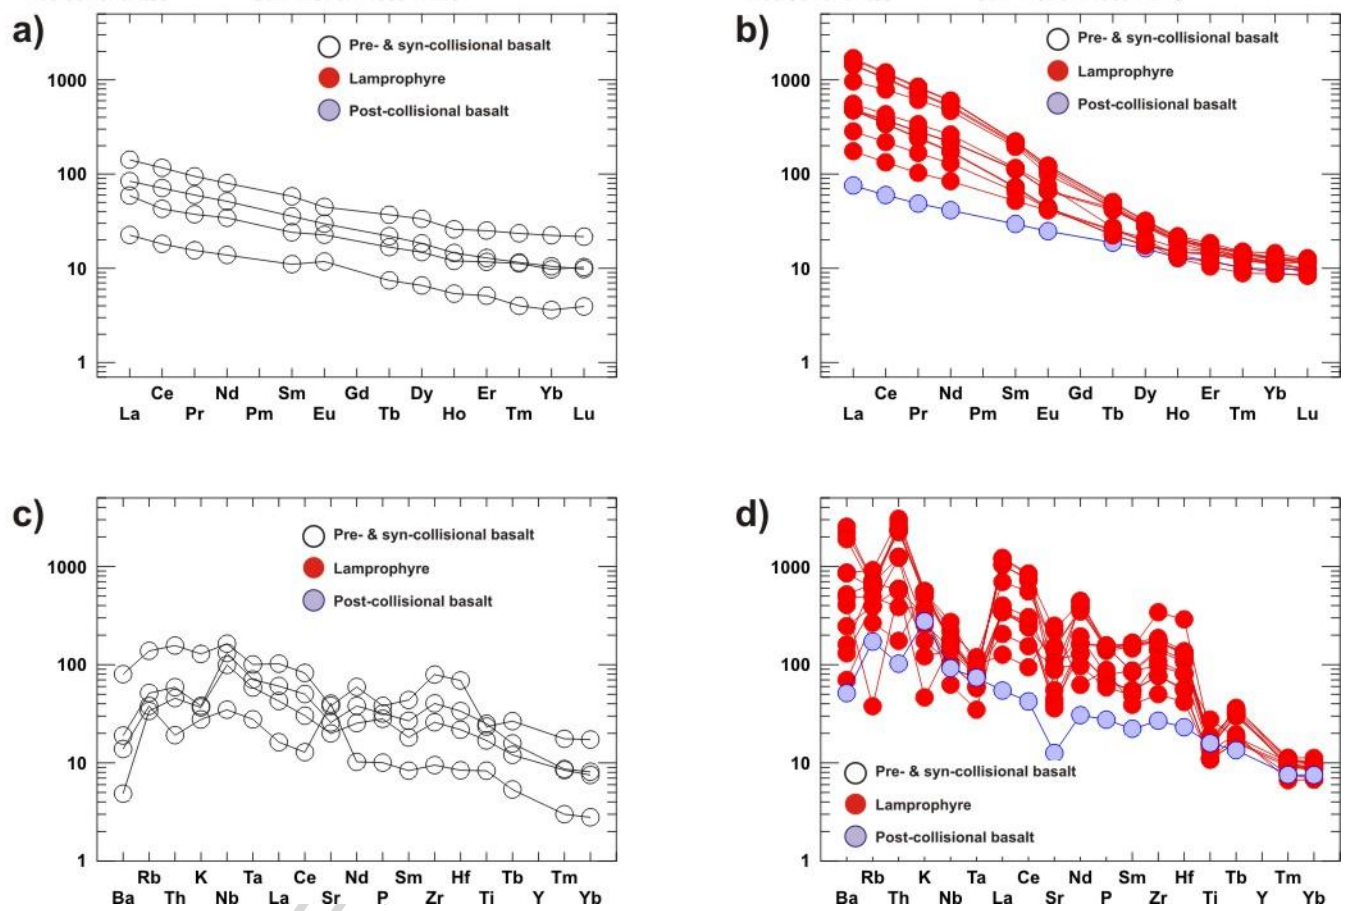 a)
Pre- & syn-collisional basalt
Lamprophyre
Post-collisional basalt
1000
100
10
1
Ce Nd Sm Gd Dy Er Yb
La Pr Pm Eu Tb Ho Tm Lu
b)
Pre- & syn-collisional basalt
Lamprophyre
Post-collisional basalt
1000
100
10
1
Ce Nd Sm Gd Dy Er Yb
La Pr Pm Eu Tb Ho Tm Lu
c)
Pre- & syn-collisional basalt
Lamprophyre
Post-collisional basalt
1000
100
10
1
Rb K Ta Ce Nd Sm Hf Tb Tm
Ba Th Nb La Sr P Zr Ti Y Yb
d)
1000
100
10
1
Pre- & syn-collisional basalt
Lamprophyre
Post-collisional basalt
Rb K Ta Ce Nd Sm Hf Tb Tm
Ba Th Nb La Sr P Zr Ti Y Yb